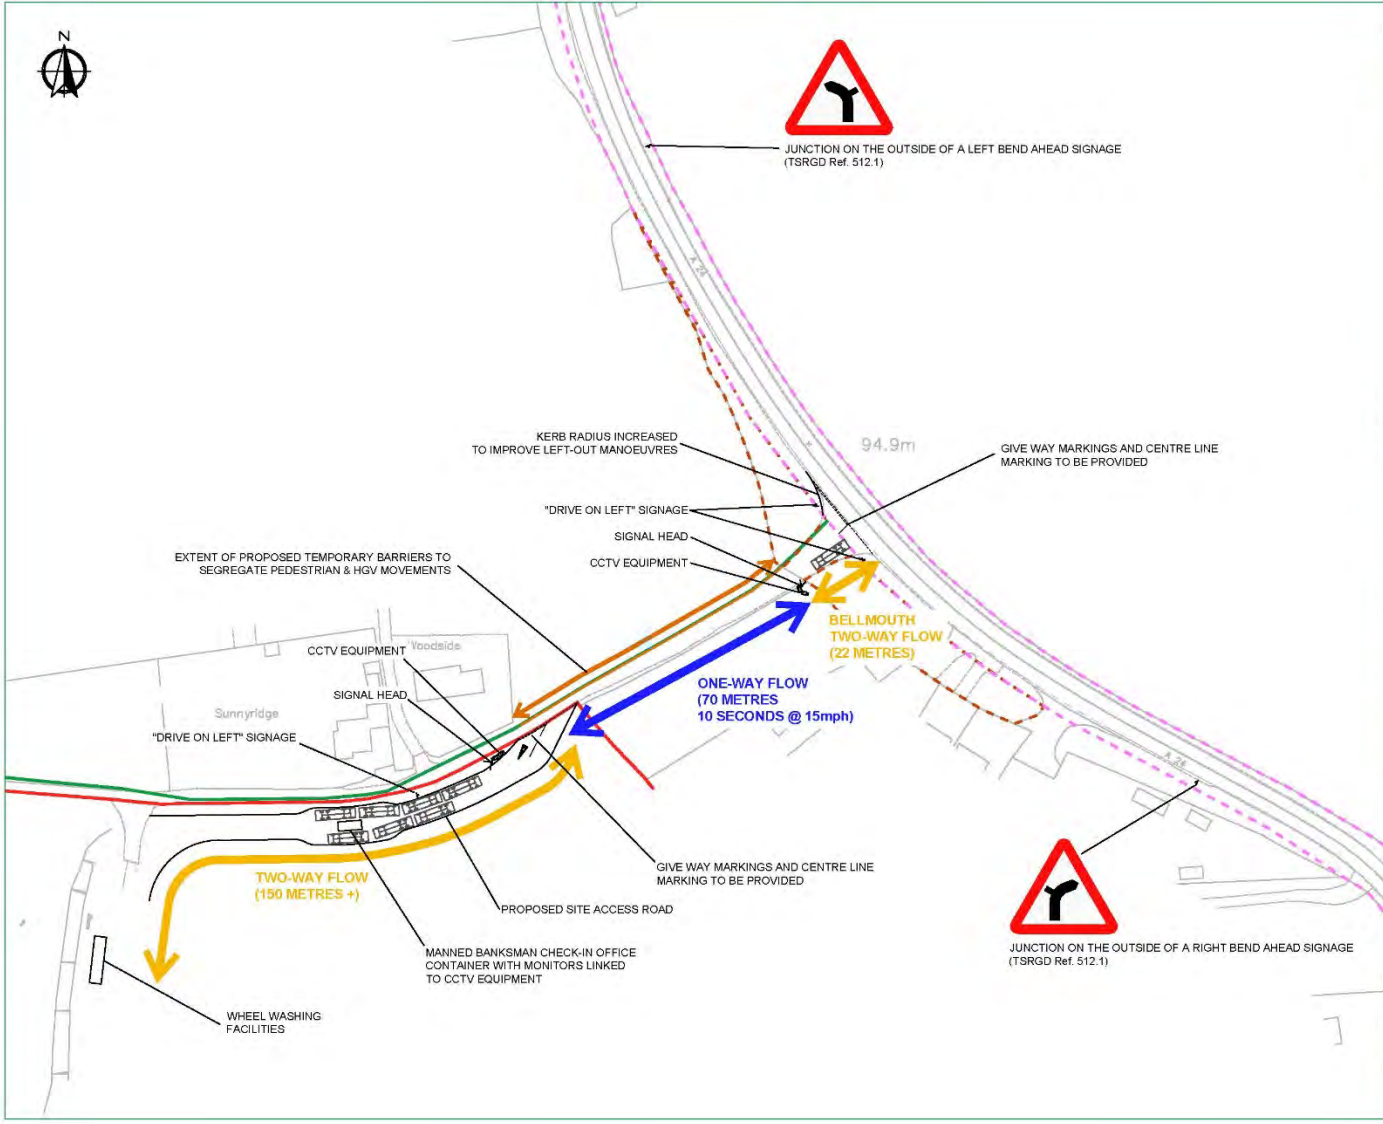 N
JUNCTION ON THE OUTSIDE OF A LEFT BEND AHEAD SIGNAGE
(TSRGD Ref. 512.1)
A 24
94.9m
KERB RADIUS INCREASED
TO IMPROVE LEFT-OUT MANOEUVRES
GIVE WAY MARKINGS AND CENTRE LINE
MARKING TO BE PROVIDED
"DRIVE ON LEFT" SIGNAGE
SIGNAL HEAD
CCTV EQUIPMENT
EXTENT OF PROPOSED TEMPORARY BARRIERS TO
SEGREGATE PEDESTRIAN & HGV MOVEMENTS
BELLMOUTH
TWO-WAY FLOW
(22 METRES)
CCTV EQUIPMENT
Woodside
SIGNAL HEAD
ONE-WAY FLOW
(70 METRES
10 SECONDS @ 15mph)
Sunnyridge
"DRIVE ON LEFT" SIGNAGE
A 24
TWO-WAY FLOW
(150 METRES +)
GIVE WAY MARKINGS AND CENTRE LINE
MARKING TO BE PROVIDED
PROPOSED SITE ACCESS ROAD
MANNED BANKSMAN CHECK-IN OFFICE
CONTAINER WITH MONITORS LINKED
TO CCTV EQUIPMENT
JUNCTION ON THE OUTSIDE OF A RIGHT BEND AHEAD SIGNAGE
(TSRGD Ref. 512.1)
WHEEL WASHING
FACILITIES